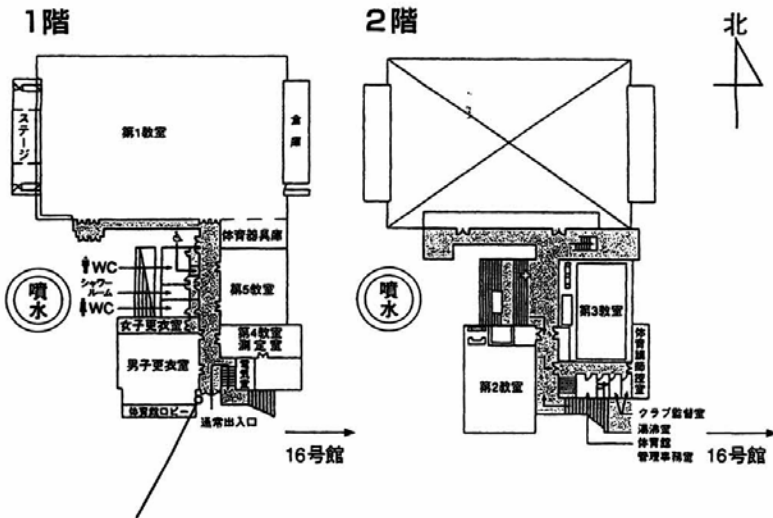 1階
2階
北
ステージ
第1教室
倉庫
体育器具庫
WC
シャワー
ルーム
WC
噴水
第5教室
女子更衣室
第4教室
測定室
男子更衣室
電気室
体育館ロビー
通常出入口
16号館
噴水
第3教室
第2教室
クラブ監督室
湯沸室
体育館
管理事務室
16号館